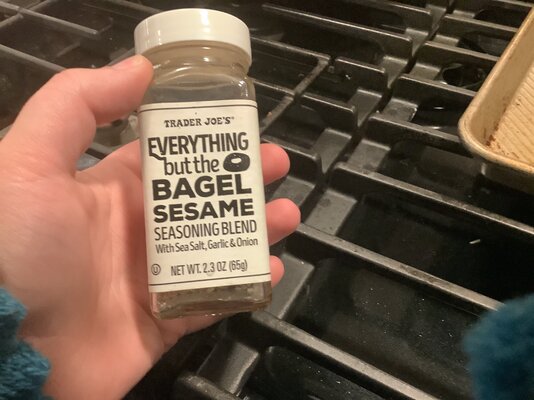 TRADER JOE'S
EVERYTHING
but the
BAGEL
SESAME
SEASONING BLEND
With Sea Salt, Garlic & Onion
U NET WT. 2.3 OZ (65g)